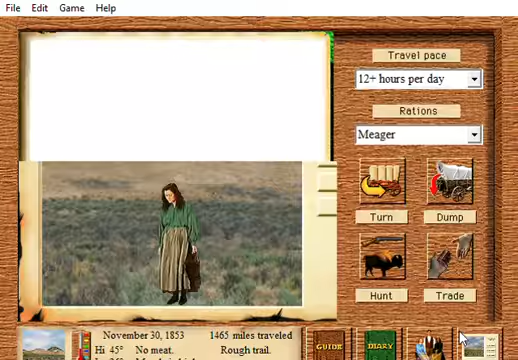 File Edit Game Help
Travel pace
12+ hours per day
Rations
Meager
Turn Dump
Hunt Trade
November 30, 1853 1465 miles traveled
Hi 45° No meat. Rough trail.
GUIDE DIARY